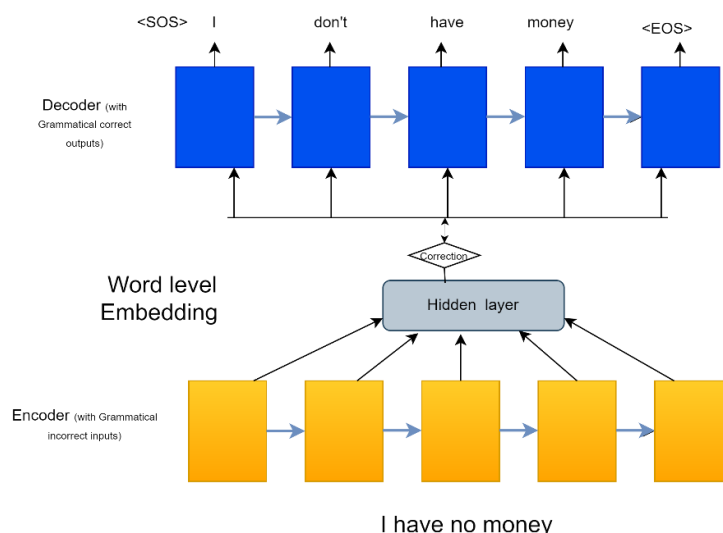 <SOS> I don't have money <EOS>
Decoder (with
Grammatical correct
outputs)
Correction
Word level
Embedding
Hidden layer
Encoder (with Grammatical
incorrect inputs)
I have no money